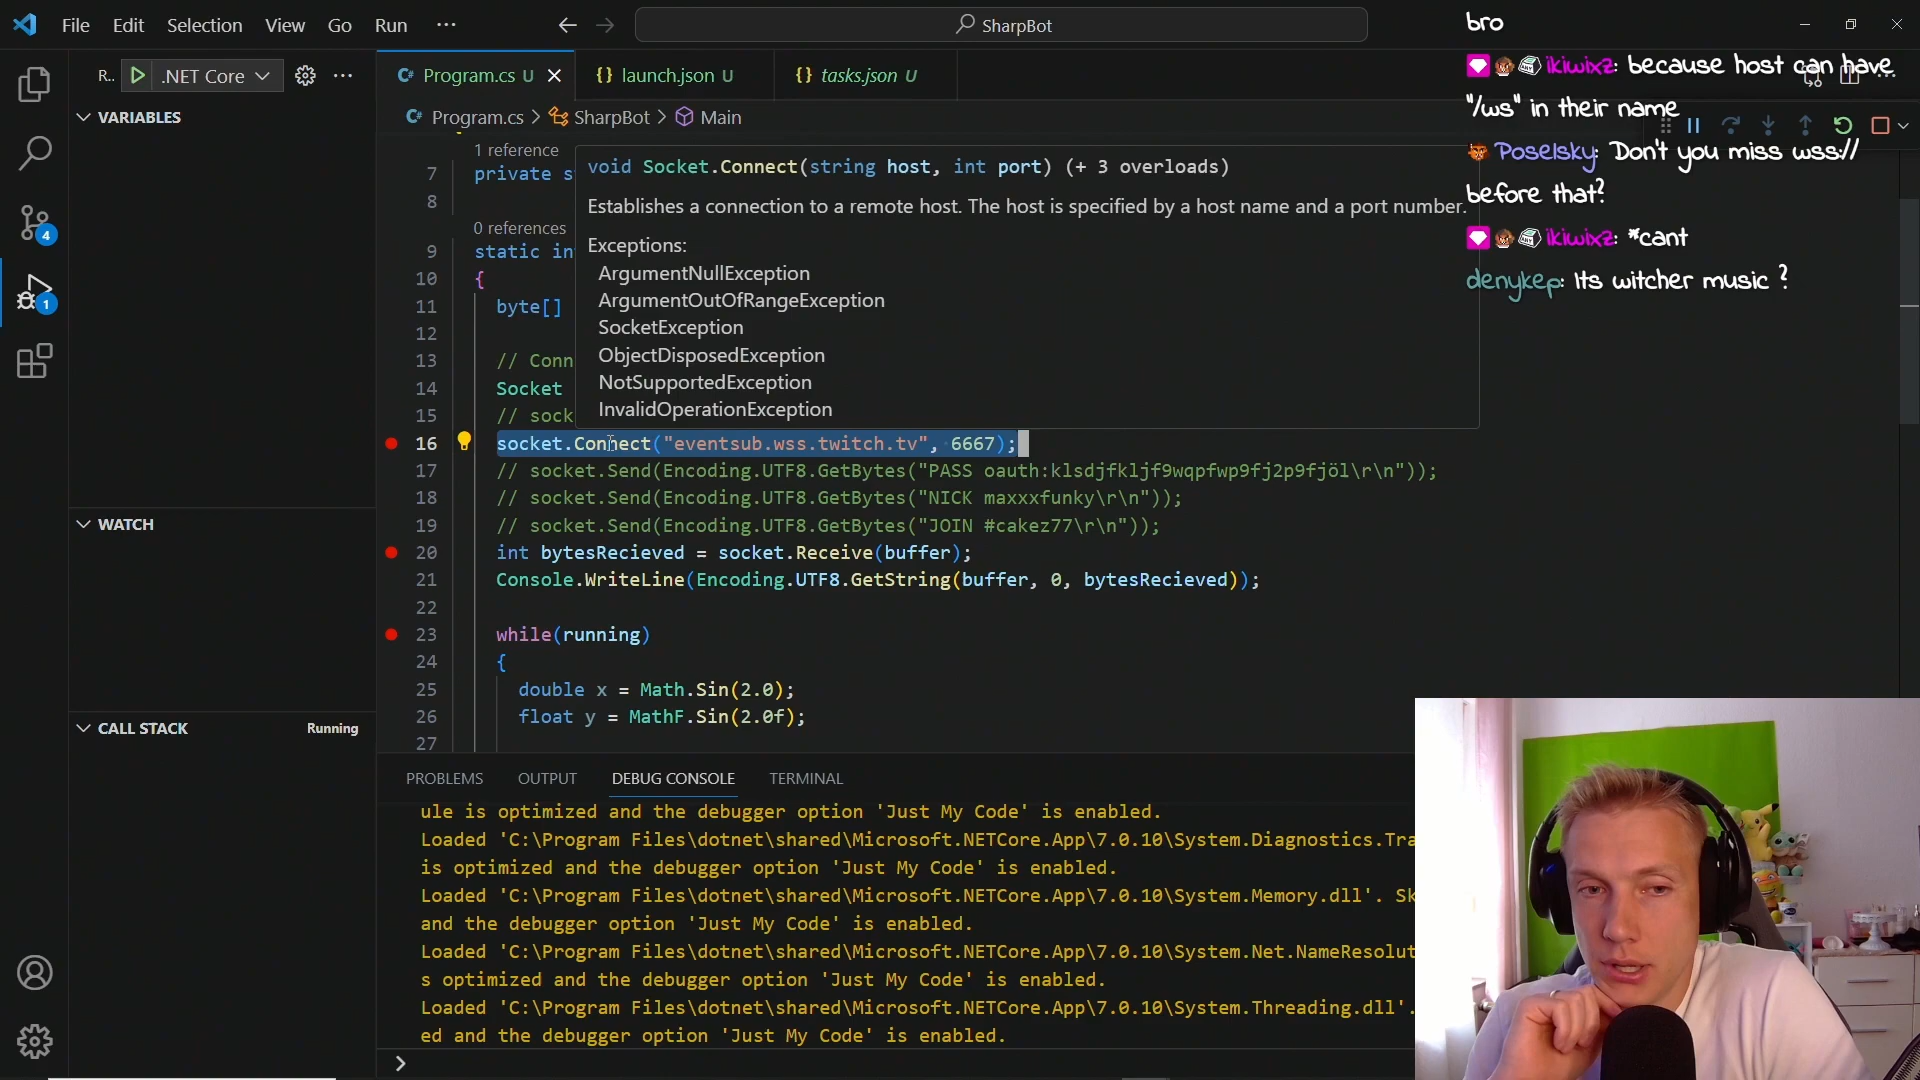 File Edit Selection View Go Run ···
SharpBot
R.. .NET Core ···
Program.cs U
launch.json U
tasks.json U
Program.cs > SharpBot > Main
VARIABLES
WATCH
CALL STACK Running
4
1
1 reference
7 private s
8
0 references
9 static in
10 {
11 byte[]
12
13 // Conn
14 Socket
15 // sock
16 socket.Connect("eventsub.wss.twitch.tv", 6667);
17 // socket.Send(Encoding.UTF8.GetBytes("PASS oauth:klsdjfkljf9wqpfwp9fj2p9fjöl\r\n"));
18 // socket.Send(Encoding.UTF8.GetBytes("NICK maxxxfunky\r\n"));
19 // socket.Send(Encoding.UTF8.GetBytes("JOIN #cakez77\r\n"));
20 int bytesRecieved = socket.Receive(buffer);
21 Console.WriteLine(Encoding.UTF8.GetString(buffer, 0, bytesRecieved));
22
23 while(running)
24 {
25 double x = Math.Sin(2.0);
26 float y = MathF.Sin(2.0f);
27
void Socket.Connect(string host, int port) (+ 3 overloads)
Establishes a connection to a remote host. The host is specified by a host name and a port number.
Exceptions:
ArgumentNullException
ArgumentOutOfRangeException
SocketException
ObjectDisposedException
NotSupportedException
InvalidOperationException
bro
ikiwixz: because host can have
"/ws" in their name
Poselsky: Don't you miss wss://
before that?
ikiwixz: *cant
denykep: Its witcher music ?
PROBLEMS OUTPUT DEBUG CONSOLE TERMINAL
ule is optimized and the debugger option 'Just My Code' is enabled.
Loaded 'C:\Program Files\dotnet\shared\Microsoft.NETCore.App\7.0.10\System.Diagnostics.Tra
is optimized and the debugger option 'Just My Code' is enabled.
Loaded 'C:\Program Files\dotnet\shared\Microsoft.NETCore.App\7.0.10\System.Memory.dll'. Sk
and the debugger option 'Just My Code' is enabled.
Loaded 'C:\Program Files\dotnet\shared\Microsoft.NETCore.App\7.0.10\System.Net.NameResolut
s optimized and the debugger option 'Just My Code' is enabled.
Loaded 'C:\Program Files\dotnet\shared\Microsoft.NETCore.App\7.0.10\System.Threading.dll'.
ed and the debugger option 'Just My Code' is enabled.